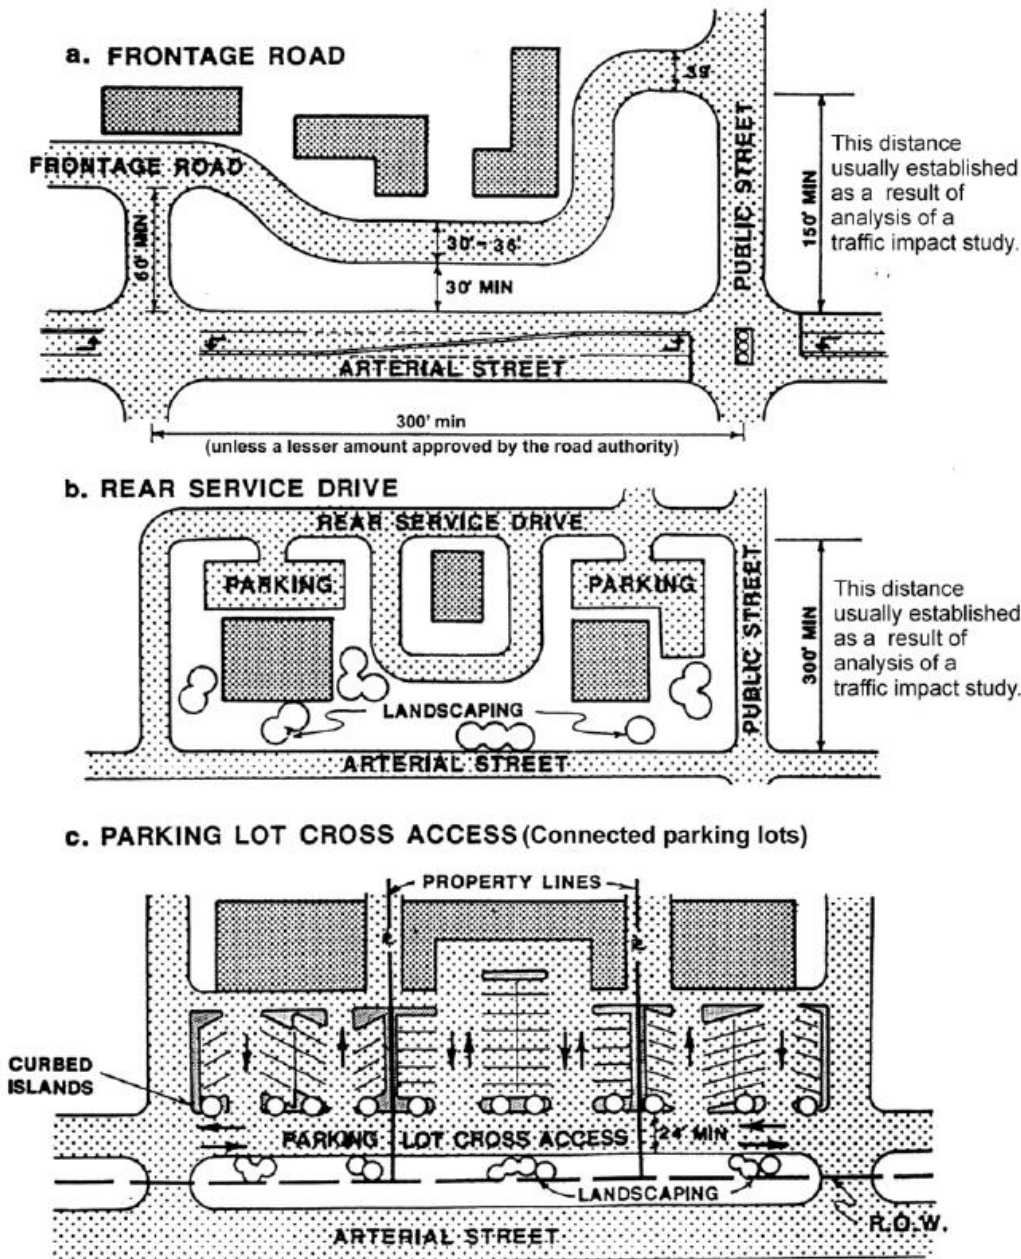 a. FRONTAGE ROAD
39'
FRONTAGE ROAD
This distance
usually established
as a result of
analysis of a
traffic impact study.
150' MIN
PUBLIC STREET
60' MIN
30' - 36'
30' MIN
ARTERIAL STREET
300' min
(unless a lesser amount approved by the road authority)
b. REAR SERVICE DRIVE
REAR SERVICE DRIVE
PARKING
PARKING
This distance
usually established
as a result of
analysis of a
traffic impact study.
300' MIN
PUBLIC STREET
LANDSCAPING
ARTERIAL STREET
c. PARKING LOT CROSS ACCESS (Connected parking lots)
PROPERTY LINES
CURBED
ISLANDS
PARKING LOT CROSS ACCESS
24' MIN
LANDSCAPING
R.O.W.
ARTERIAL STREET